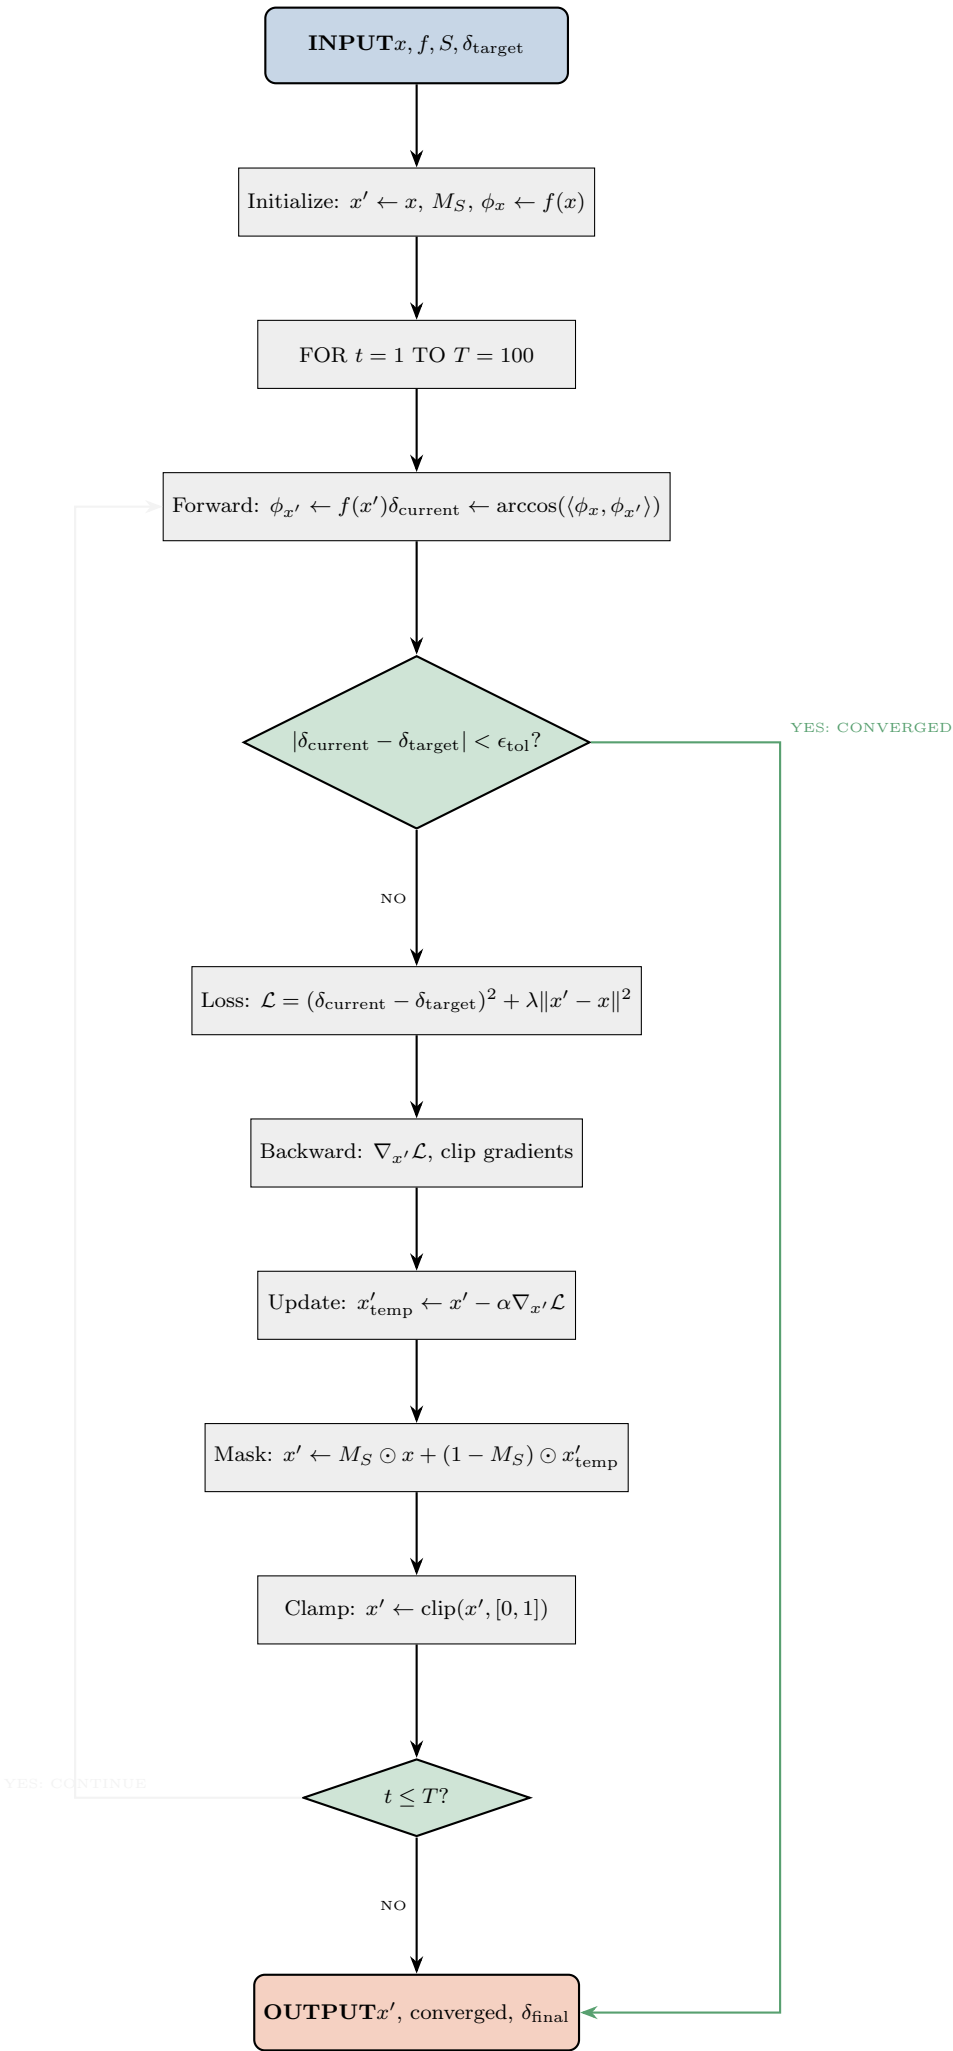 INPUTx, f, S, δ_target
Initialize: x′ ← x, M_S, ϕ_x ← f(x)
FOR t = 1 TO T = 100
Forward: ϕ_x′ ← f(x′)δ_current ← arccos(⟨ϕ_x, ϕ_x′⟩)
|δ_current − δ_target| < ϵ_tol?
YES: CONVERGED
NO
Loss: ℒ = (δ_current − δ_target)² + λ‖x′ − x‖²
Backward: ∇_x′ℒ, clip gradients
Update: x′_temp ← x′ − α∇_x′ℒ
Mask: x′ ← M_S ⊙ x + (1 − M_S) ⊙ x′_temp
Clamp: x′ ← clip(x′, [0, 1])
YES: CONTINUE
t ≤ T?
NO
OUTPUTx′, converged, δ_final